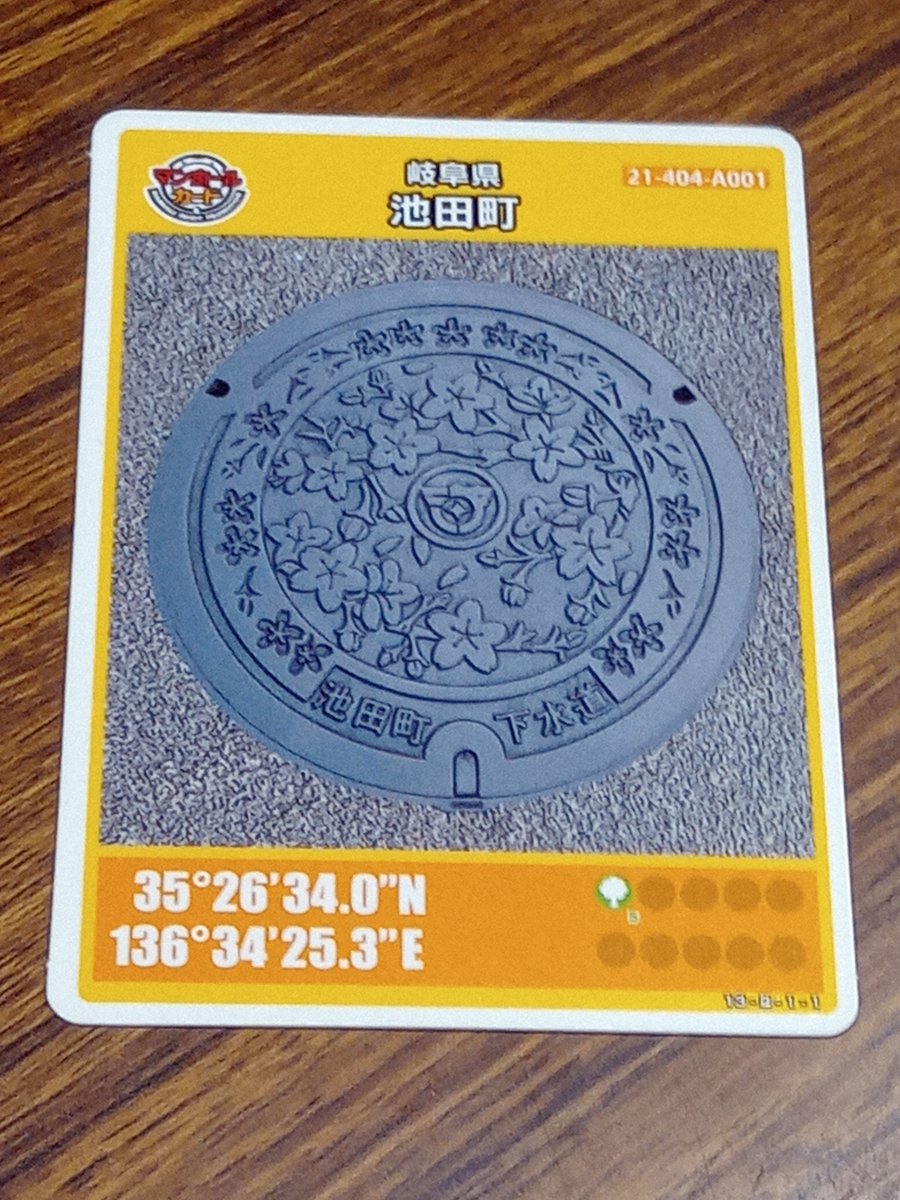 マンホール
カード
岐阜県
池田町
21-404-A001
池田町 下水道
35°26'34.0"N
136°34'25.3"E